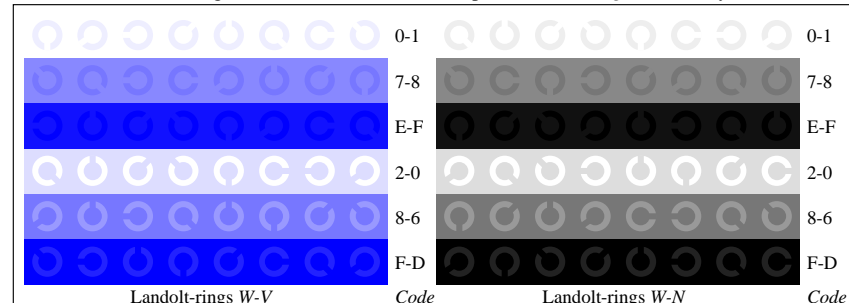 0-1 0-1
7-8 7-8
E-F E-F
2-0 2-0
8-6 8-6
F-D F-D
Landolt-rings W-V Code Landolt-rings W-N Code